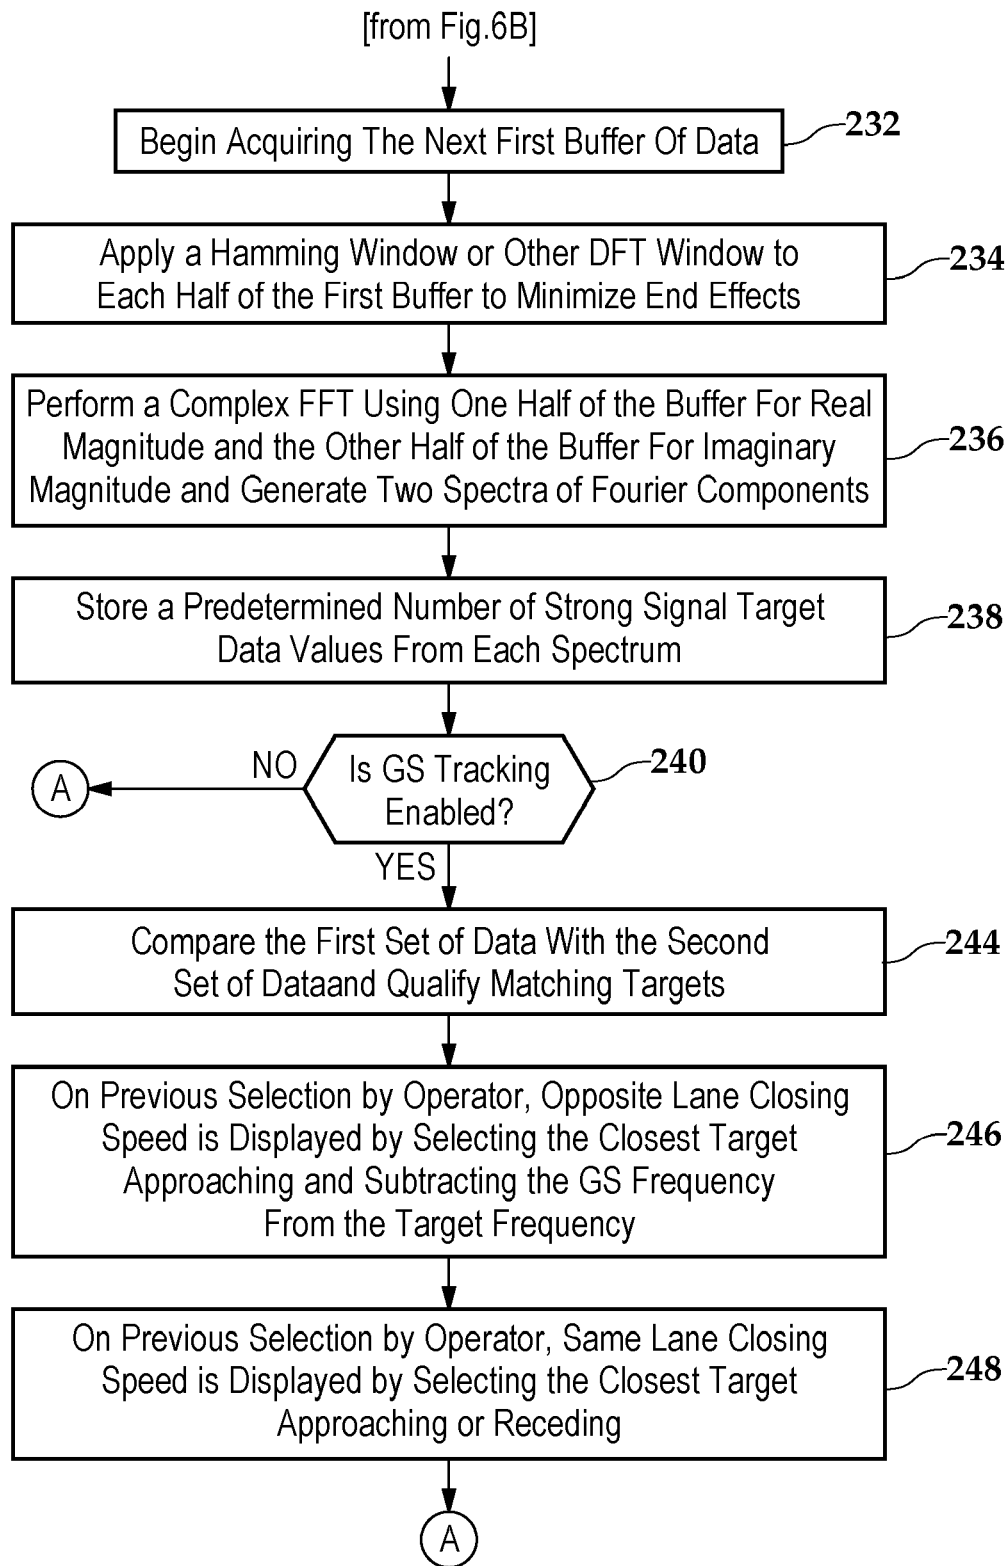 [from Fig.6B]
Begin Acquiring The Next First Buffer Of Data
232
Apply a Hamming Window or Other DFT Window to
Each Half of the First Buffer to Minimize End Effects
234
Perform a Complex FFT Using One Half of the Buffer For Real
Magnitude and the Other Half of the Buffer For Imaginary
Magnitude and Generate Two Spectra of Fourier Components
236
Store a Predetermined Number of Strong Signal Target
Data Values From Each Spectrum
238
Is GS Tracking
Enabled?
240
NO
A
YES
Compare the First Set of Data With the Second
Set of Dataand Qualify Matching Targets
244
On Previous Selection by Operator, Opposite Lane Closing
Speed is Displayed by Selecting the Closest Target
Approaching and Subtracting the GS Frequency
From the Target Frequency
246
On Previous Selection by Operator, Same Lane Closing
Speed is Displayed by Selecting the Closest Target
Approaching or Receding
248
A